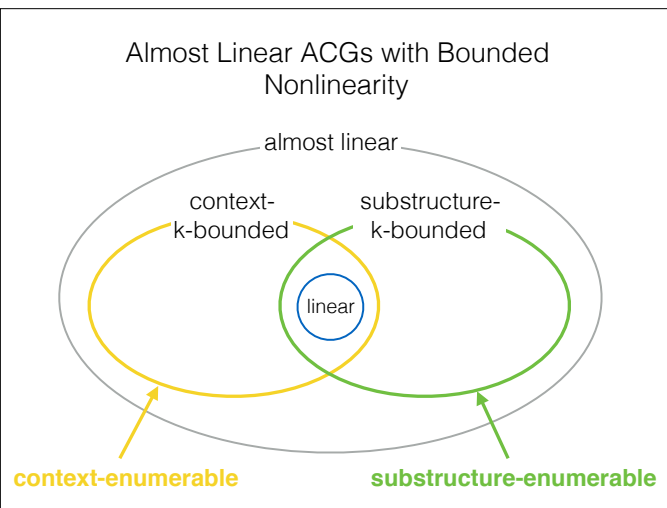 Almost Linear ACGs with Bounded
Nonlinearity
almost linear
context-
k-bounded
substructure-
k-bounded
linear
context-enumerable
substructure-enumerable